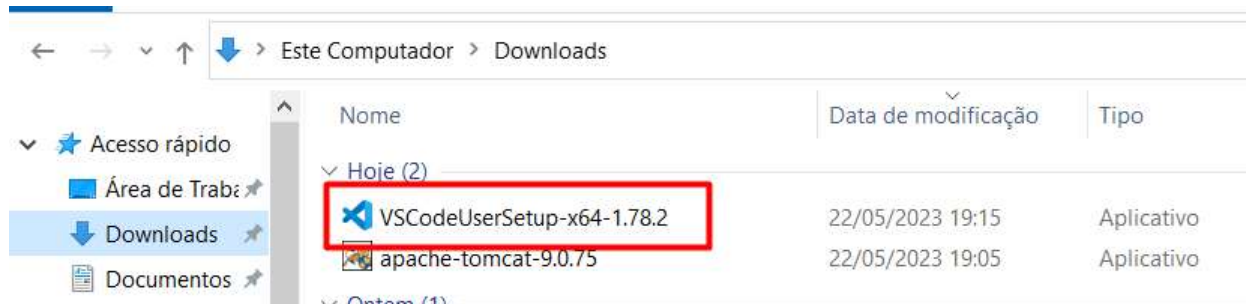 Este Computador > Downloads
Nome Data de modificação Tipo
Acesso rápido
Hoje (2)
Área de Traba
VSCodeUserSetup-x64-1.78.2 22/05/2023 19:15 Aplicativo
Downloads
apache-tomcat-9.0.75 22/05/2023 19:05 Aplicativo
Documentos
Ontem (1)